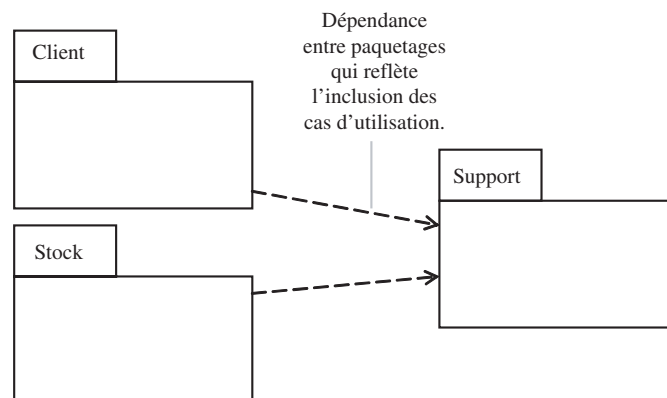 Client
Dépendance
entre paquetages
qui reflète
l’inclusion des
cas d’utilisation.
Support
Stock